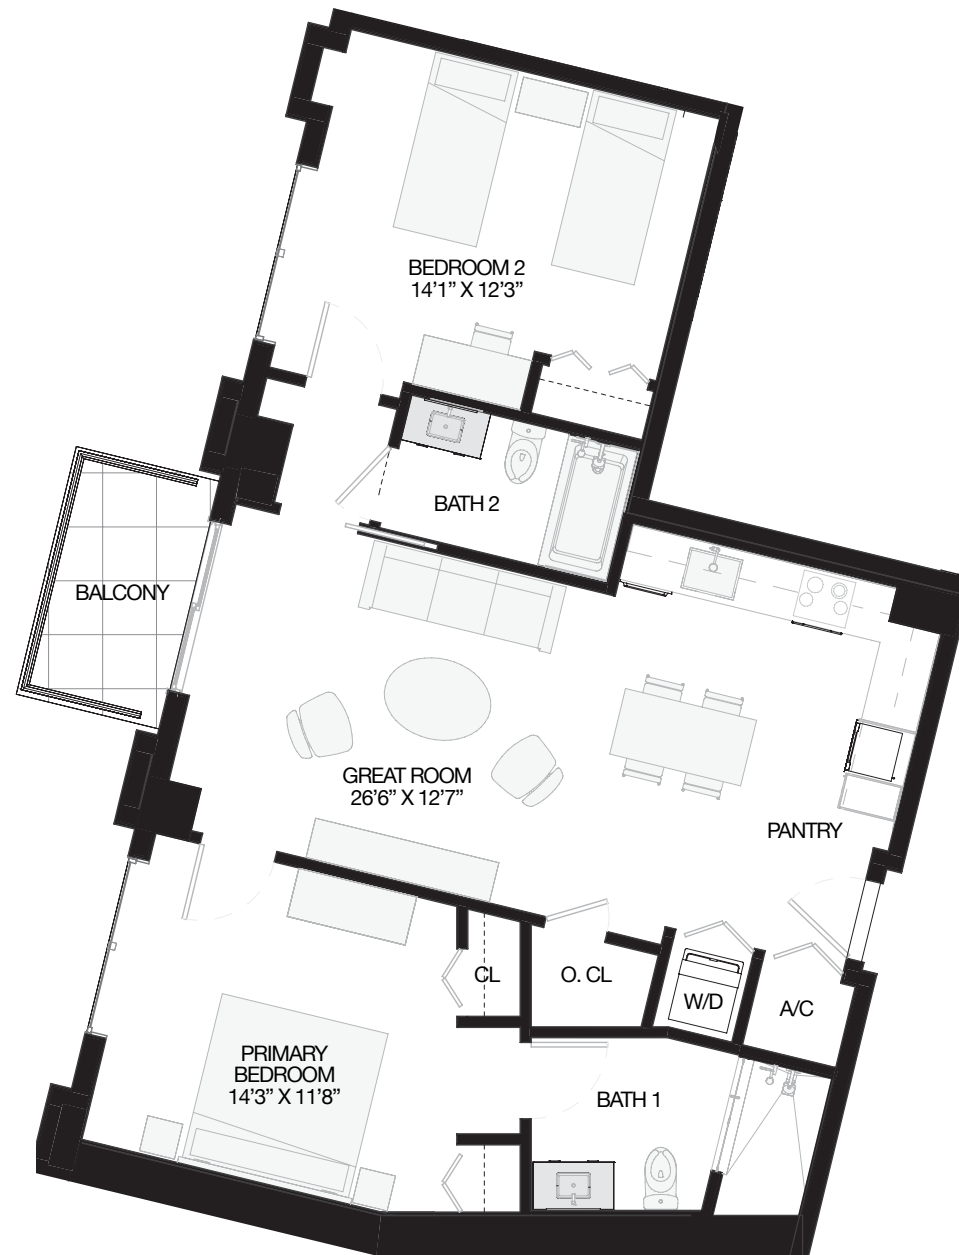 BEDROOM 2
14'1" X 12'3"
BATH 2
BALCONY
GREAT ROOM
26'6" X 12'7"
PANTRY
CL
O. CL
W/D
A/C
PRIMARY
BEDROOM
14'3" X 11'8"
BATH 1